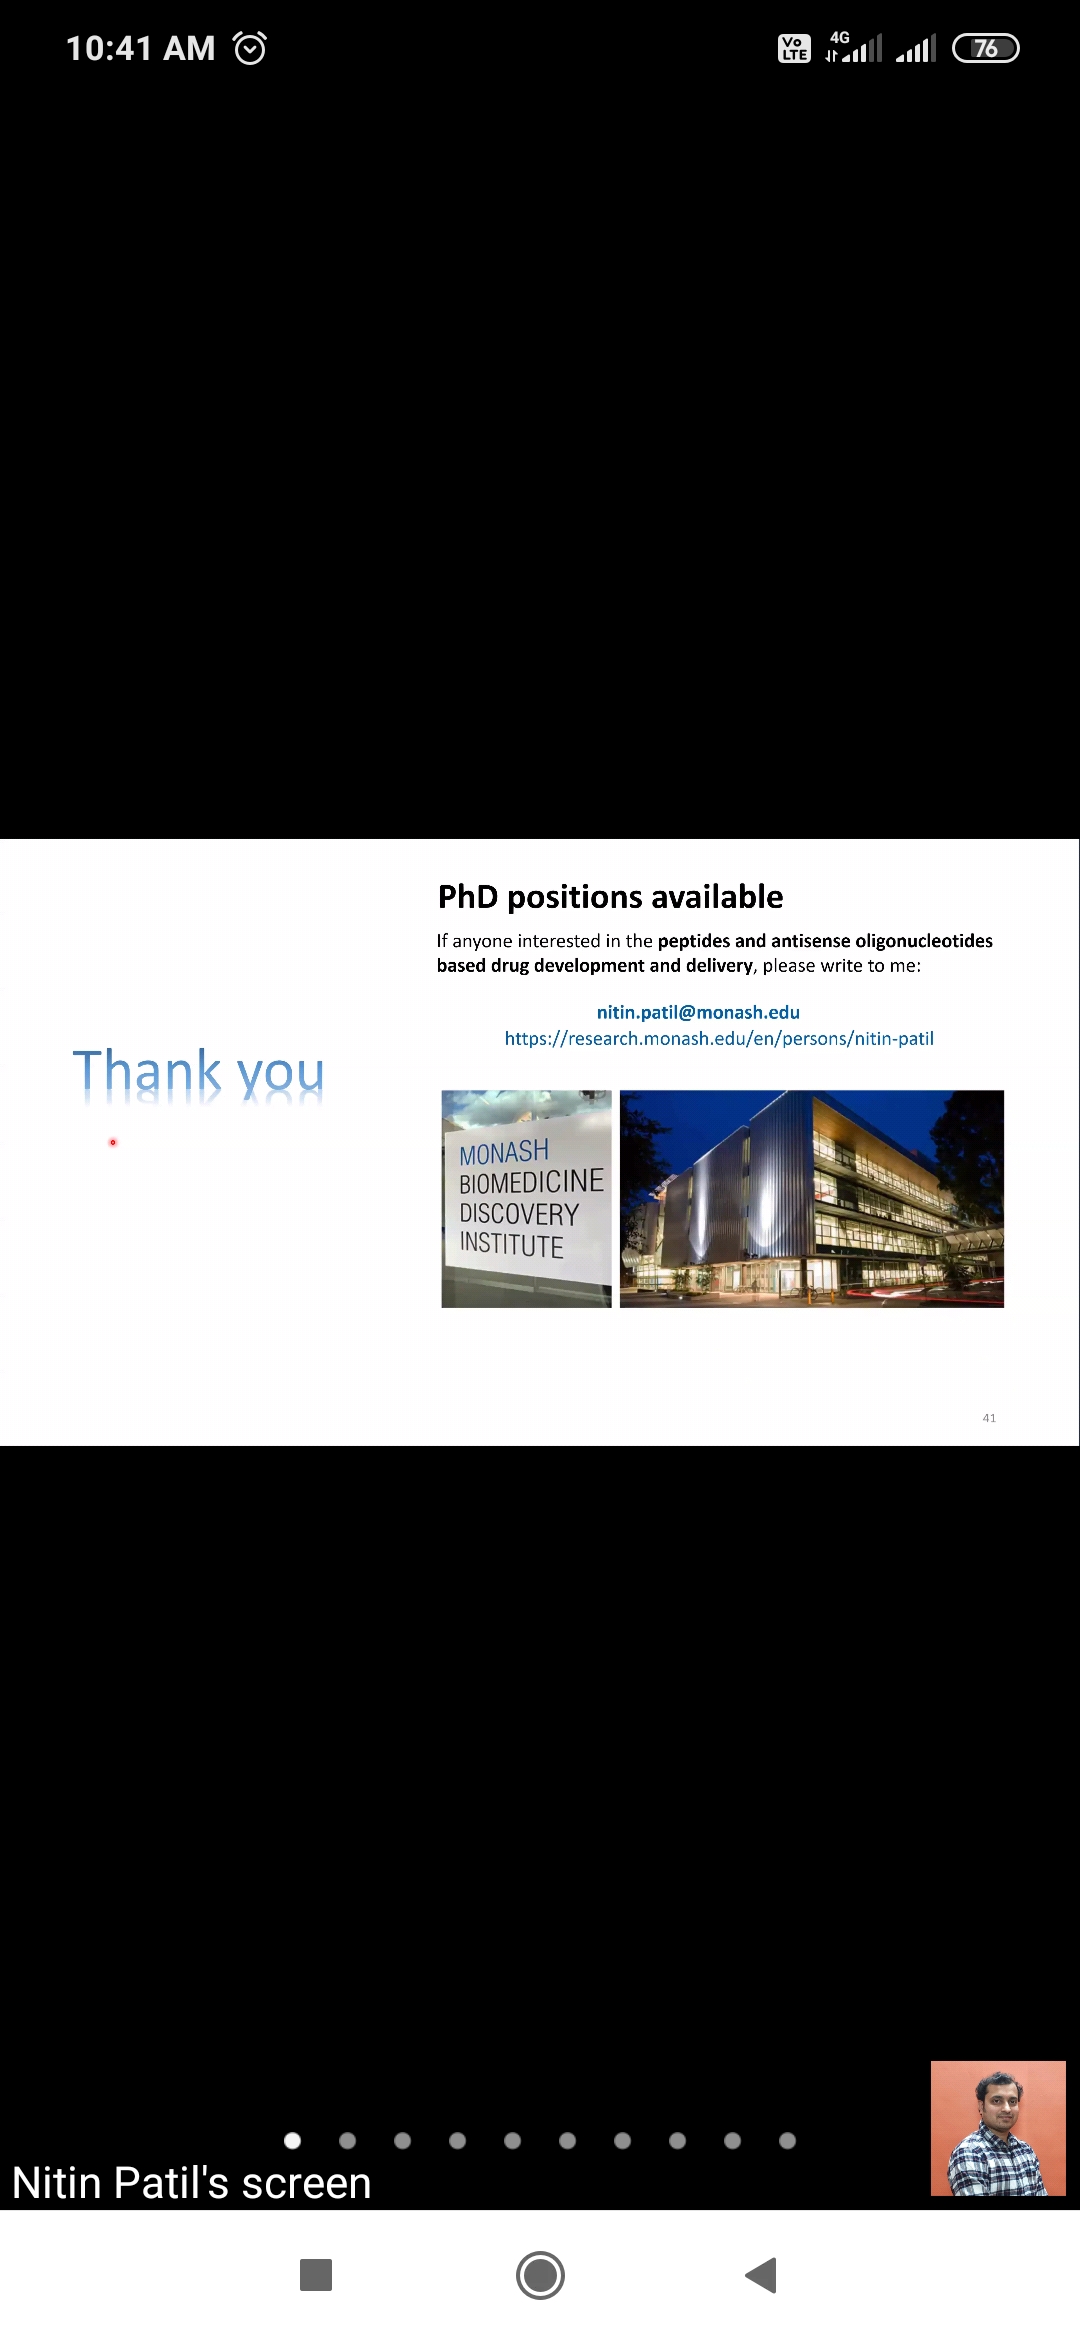 10:41 AM
Vo
LTE
4G
76
PhD positions available
If anyone interested in the peptides and antisense oligonucleotides
based drug development and delivery, please write to me:
nitin.patil@monash.edu
https://research.monash.edu/en/persons/nitin-patil
Thank you
MONASH
BIOMEDICINE
DISCOVERY
INSTITUTE
41
Nitin Patil's screen